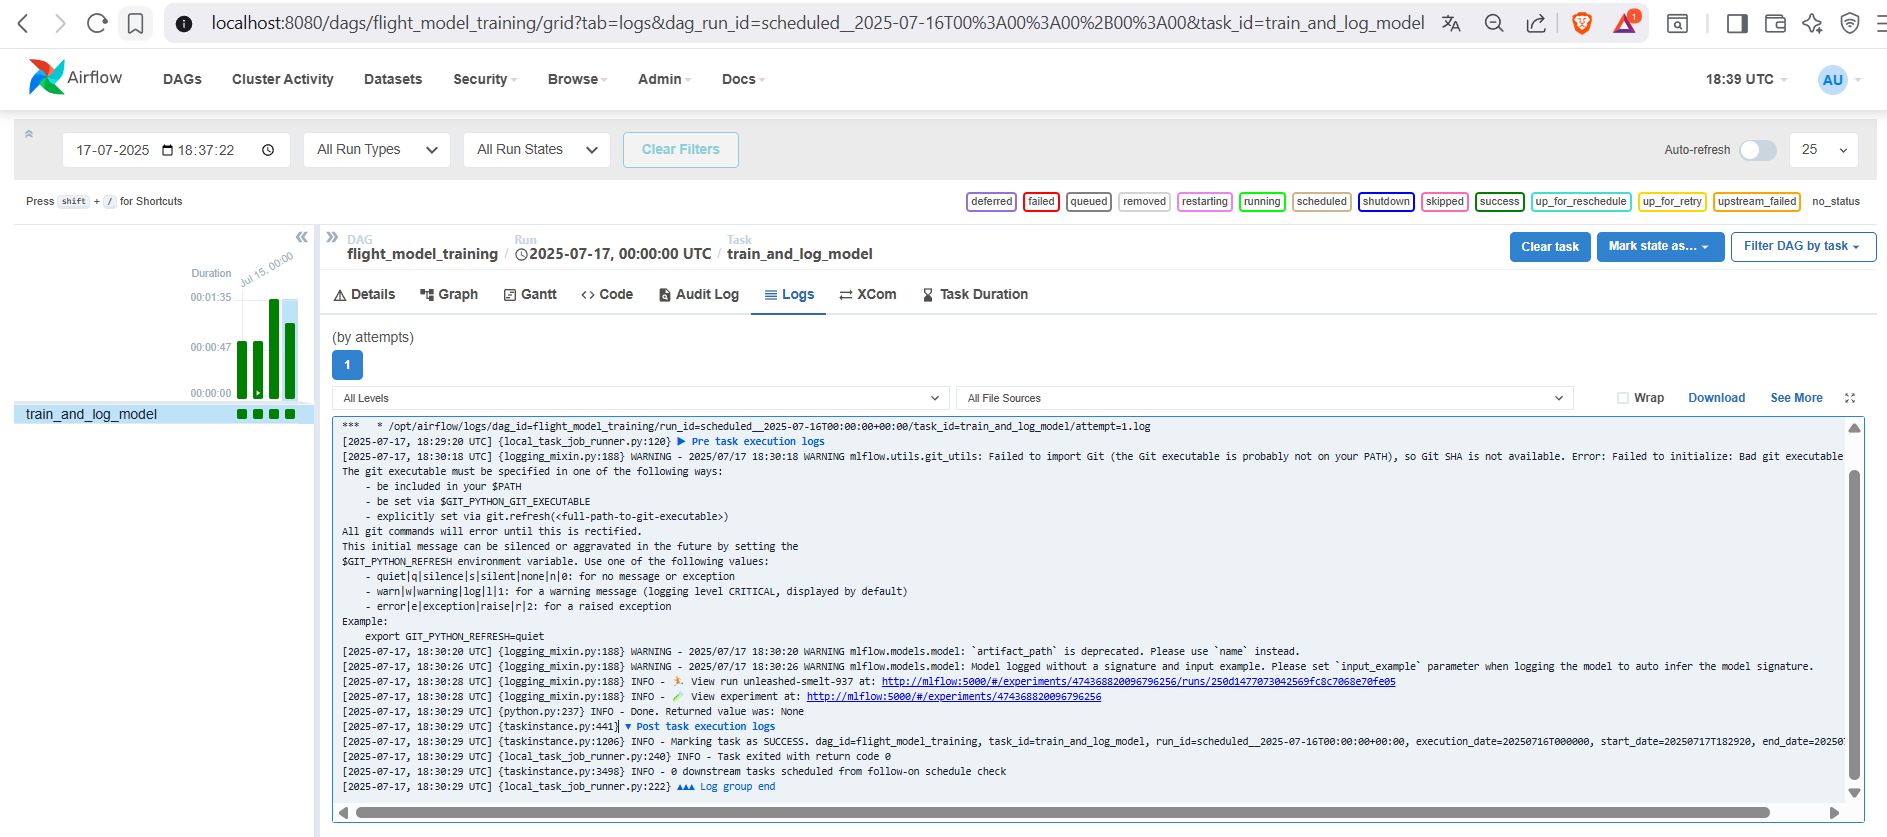 localhost:8080/dags/flight_model_training/grid?tab=logs&dag_run_id=scheduled__2025-07-16T00%3A00%3A00%2B00%3A00&task_id=train_and_log_model
1
Airflow
DAGs
Cluster Activity
Datasets
Security
Browse
Admin
Docs
18:39 UTC
AU
17-07-2025 18:37:22
All Run Types
All Run States
Clear Filters
Auto-refresh
25
Press shift + / for Shortcuts
deferred
failed
queued
removed
restarting
running
scheduled
shutdown
skipped
success
up_for_reschedule
up_for_retry
upstream_failed
no_status
Duration
Jul 15, 00:00
00:01:35
00:00:47
00:00:00
train_and_log_model
DAG
flight_model_training
/
Run
2025-07-17, 00:00:00 UTC
/
Task
train_and_log_model
Clear task
Mark state as...
Filter DAG by task
Details
Graph
Gantt
Code
Audit Log
Logs
XCom
Task Duration
(by attempts)
1
All Levels
All File Sources
Wrap
Download
See More
***   * /opt/airflow/logs/dag_id=flight_model_training/run_id=scheduled__2025-07-16T00:00:00+00:00/task_id=train_and_log_model/attempt=1.log
[2025-07-17, 18:29:20 UTC] {local_task_job_runner.py:120} ▶ Pre task execution logs
[2025-07-17, 18:30:18 UTC] {logging_mixin.py:188} WARNING - 2025/07/17 18:30:18 WARNING mlflow.utils.git_utils: Failed to import Git (the Git executable is probably not on your PATH), so Git SHA is not available. Error: Failed to initialize: Bad git executable
The git executable must be specified in one of the following ways:
- be included in your $PATH
- be set via $GIT_PYTHON_GIT_EXECUTABLE
- explicitly set via git.refresh(<full-path-to-git-executable>)
All git commands will error until this is rectified.
This initial message can be silenced or aggravated in the future by setting the
$GIT_PYTHON_REFRESH environment variable. Use one of the following values:
- quiet|q|silence|s|silent|none|n|0: for no message or exception
- warn|w|warning|log|l|1: for a warning message (logging level CRITICAL, displayed by default)
- error|e|exception|raise|r|2: for a raised exception
Example:
export GIT_PYTHON_REFRESH=quiet
[2025-07-17, 18:30:20 UTC] {logging_mixin.py:188} WARNING - 2025/07/17 18:30:20 WARNING mlflow.models.model: `artifact_path` is deprecated. Please use `name` instead.
[2025-07-17, 18:30:26 UTC] {logging_mixin.py:188} WARNING - 2025/07/17 18:30:26 WARNING mlflow.models.model: Model logged without a signature and input example. Please set `input_example` parameter when logging the model to auto infer the model signature.
[2025-07-17, 18:30:28 UTC] {logging_mixin.py:188} INFO - 🏃 View run unleashed-smelt-937 at: http://mlflow:5000/#/experiments/474368820096796256/runs/250d1477073042569fc8c7068e70fe05
[2025-07-17, 18:30:28 UTC] {logging_mixin.py:188} INFO - 🧪 View experiment at: http://mlflow:5000/#/experiments/474368820096796256
[2025-07-17, 18:30:29 UTC] {python.py:237} INFO - Done. Returned value was: None
[2025-07-17, 18:30:29 UTC] {taskinstance.py:441} ▼ Post task execution logs
[2025-07-17, 18:30:29 UTC] {taskinstance.py:1206} INFO - Marking task as SUCCESS. dag_id=flight_model_training, task_id=train_and_log_model, run_id=scheduled__2025-07-16T00:00:00+00:00, execution_date=20250716T000000, start_date=20250717T182920, end_date=20250
[2025-07-17, 18:30:29 UTC] {local_task_job_runner.py:240} INFO - Task exited with return code 0
[2025-07-17, 18:30:29 UTC] {taskinstance.py:3498} INFO - 0 downstream tasks scheduled from follow-on schedule check
[2025-07-17, 18:30:29 UTC] {local_task_job_runner.py:222} ▲▲▲ Log group end